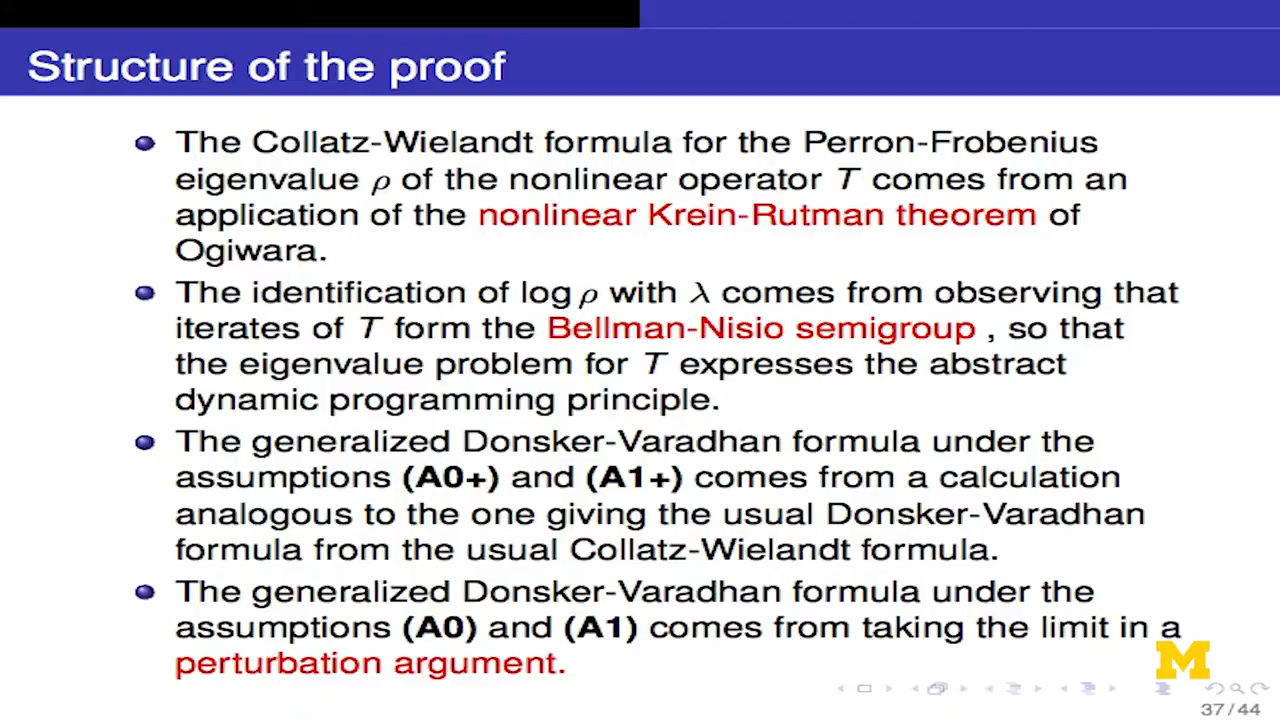 Structure of the proof
The Collatz-Wielandt formula for the Perron-Frobenius
eigenvalue ρ of the nonlinear operator T comes from an
application of the nonlinear Krein-Rutman theorem of
Ogiwara.
The identification of log ρ with λ comes from observing that
iterates of T form the Bellman-Nisio semigroup , so that
the eigenvalue problem for T expresses the abstract
dynamic programming principle.
The generalized Donsker-Varadhan formula under the
assumptions (A0+) and (A1+) comes from a calculation
analogous to the one giving the usual Donsker-Varadhan
formula from the usual Collatz-Wielandt formula.
The generalized Donsker-Varadhan formula under the
assumptions (A0) and (A1) comes from taking the limit in a
perturbation argument.
M
37/44